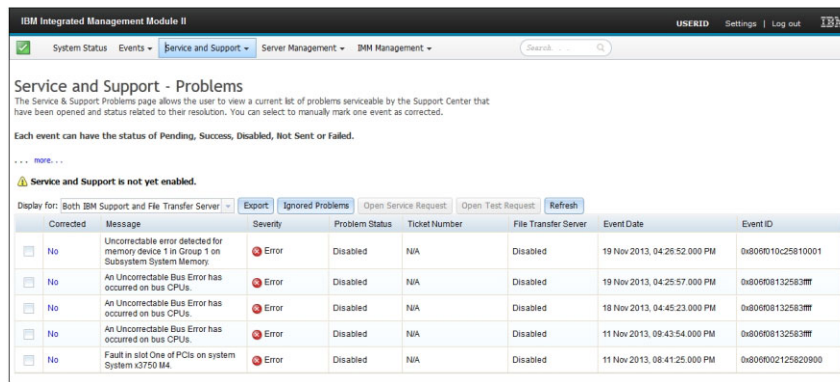 IBM Integrated Management Module II
USERID Settings | Log out IBM
System Status Events Service and Support Server Management IMM Management Search. . .
Service and Support - Problems
The Service & Support Problems page allows the user to view a current list of problems serviceable by the Support Center that
have been opened and status related to their resolution. You can select to manually mark one event as corrected.
Each event can have the status of Pending, Success, Disabled, Not Sent or Failed.
... more...
Service and Support is not yet enabled.
Display for: Both IBM Support and File Transfer Server Export Ignored Problems Open Service Request Open Test Request Refresh
Corrected Message Severity Problem Status Ticket Number File Transfer Server Event Date Event ID
Uncorrectable error detected for
No memory device 1 in Group 1 on Error Disabled N/A Disabled 19 Nov 2013, 04:26:52.000 PM 0x806f010c25810001
Subsystem System Memory.
No An Uncorrectable Bus Error has Error Disabled N/A Disabled 19 Nov 2013, 04:25:57.000 PM 0x806f08132583ffff
occurred on bus CPUs.
No An Uncorrectable Bus Error has Error Disabled N/A Disabled 18 Nov 2013, 04:45:23.000 PM 0x806f08132583ffff
occurred on bus CPUs.
No An Uncorrectable Bus Error has Error Disabled N/A Disabled 11 Nov 2013, 09:43:54.000 PM 0x806f08132583ffff
occurred on bus CPUs.
No Fault in slot One of PCIs on system Error Disabled N/A Disabled 11 Nov 2013, 08:41:25.000 PM 0x806f002125820900
System x3750 M4.